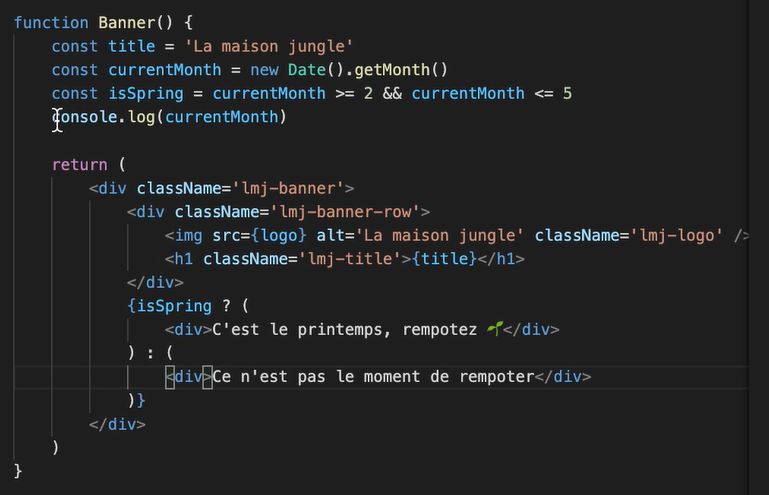 function Banner() {
    const title = 'La maison jungle'
    const currentMonth = new Date().getMonth()
    const isSpring = currentMonth >= 2 && currentMonth <= 5
    console.log(currentMonth)

    return (
        <div className='lmj-banner'>
            <div className='lmj-banner-row'>
                <img src={logo} alt='La maison jungle' className='lmj-logo' />
                <h1 className='lmj-title'>{title}</h1>
            </div>
            {isSpring ? (
                <div>C'est le printemps, rempotez 🌱</div>
            ) : (
                <div>Ce n'est pas le moment de rempoter</div>
            )}
        </div>
    )
}